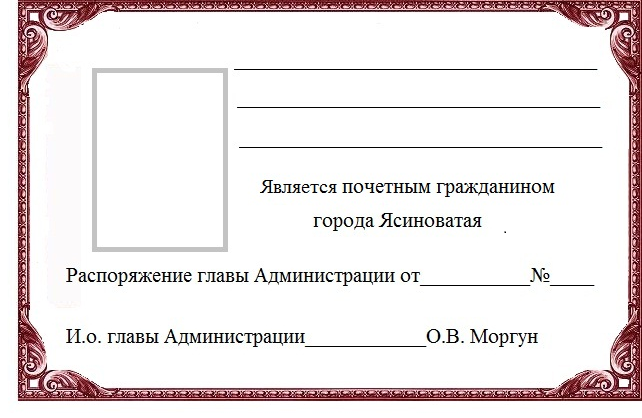 Является почетным гражданином
города Ясиноватая
Распоряжение главы Администрации от___________№____
И.о. главы Администрации____________О.В. Моргун